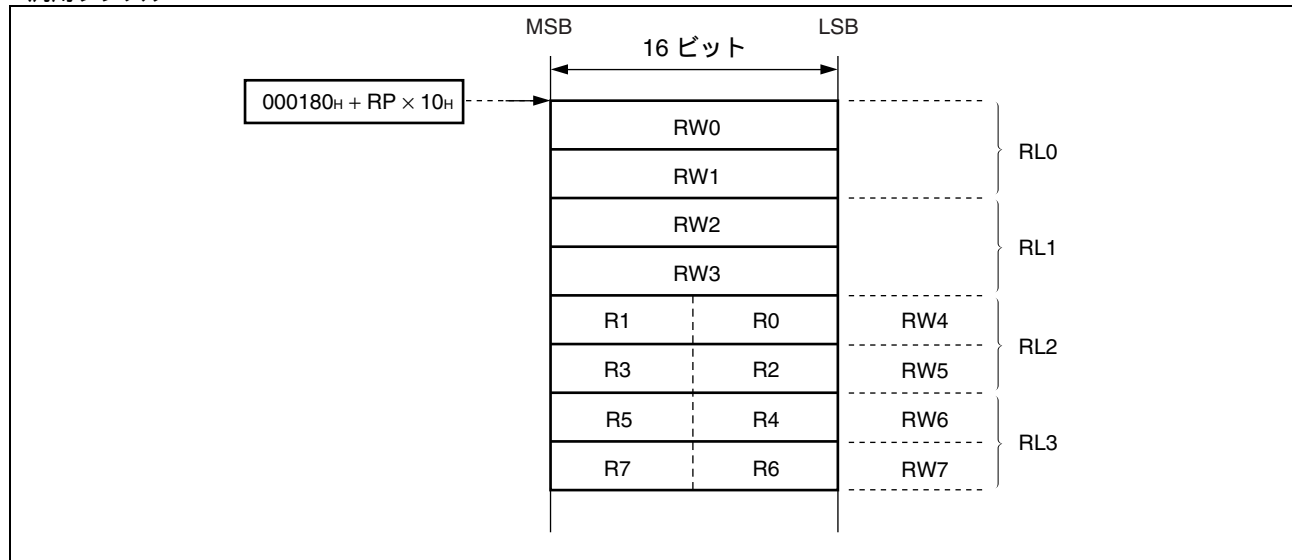 MSB LSB
16 ビット
000180H + RP × 10H
RW0
RL0
RW1
RW2
RL1
RW3
R1 R0 RW4
RL2
R3 R2 RW5
R5 R4 RW6
RL3
R7 R6 RW7